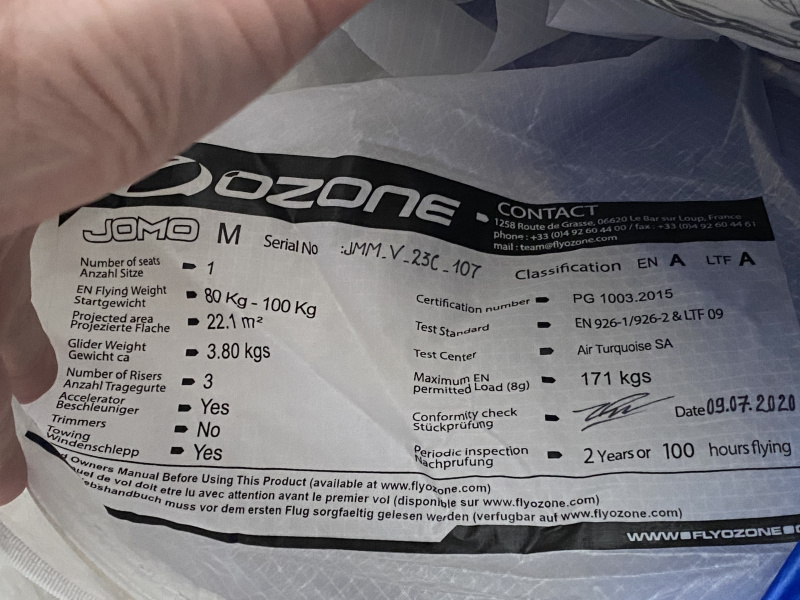 OZONE
CONTACT
1258 Route de Grasse, 06620 Le Bar sur Loup, France
phone : +33 (0)4 92 60 44 00 / fax : +33 (0)4 92 60 44 61
mail : team@flyozone.com
JOMO M Serial No :JMM_V_23C_107
Classification EN A LTF A
Number of seats
Anzahl Sitze
1
EN Flying Weight
Startgewicht
80 Kg - 100 Kg
Projected area
Projezierte Flache
22.1 m²
Glider Weight
Gewicht ca
3.80 kgs
Number of Risers
Anzahl Tragegurte
3
Accelerator
Beschleuniger
Yes
Trimmers
No
Towing
Windenschlepp
Yes
Certification number PG 1003.2015
Test Standard EN 926-1/926-2 & LTF 09
Test Center Air Turquoise SA
Maximum EN
permitted Load (8g)
171 kgs
Conformity check
Stückprüfung
Date 09.07.2020
Periodic inspection
Nachprufung
2 Years or 100 hours flying
Owners Manual Before Using This Product (available at www.flyozone.com)
de vol doit etre lu avec attention avant le premier vol (disponible sur www.flyozone.com)
muss vor dem ersten Flug sorgfaeltig gelesen werden (verfugbar auf www.flyozone.com)
WWW.FLYOZONE